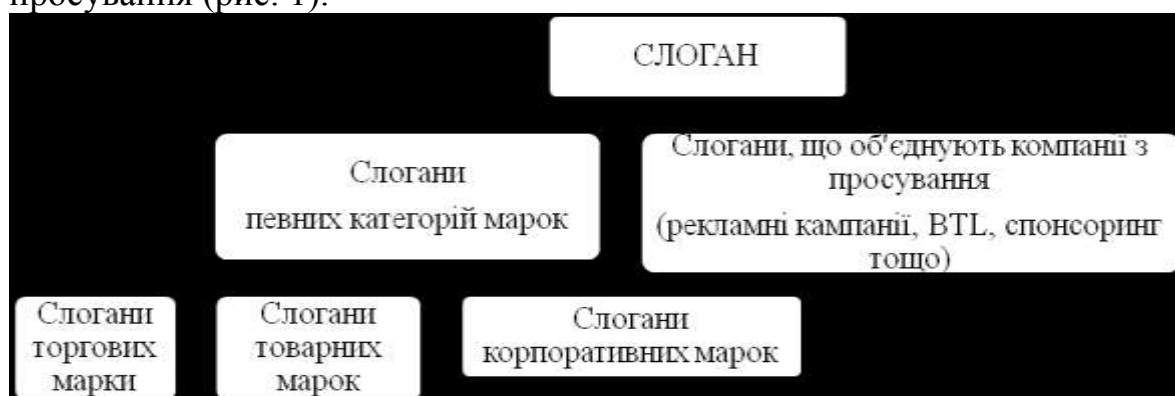 просування (рис. 1).
СЛОГАН
Слогани
певних категорій марок
Слогани, що об'єднують компанії з
просування
(рекламні кампанії, BTL, спонсоринг
тощо)
Слогани
торгових
марки
Слогани
товарних
марок
Слогани
корпоративних марок